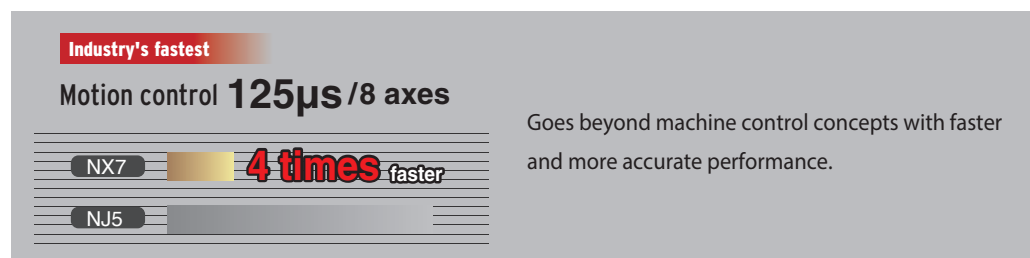 Industry's fastest
Motion control 125μs/8 axes
NX7
4 times faster
NJ5
Goes beyond machine control concepts with faster
and more accurate performance.